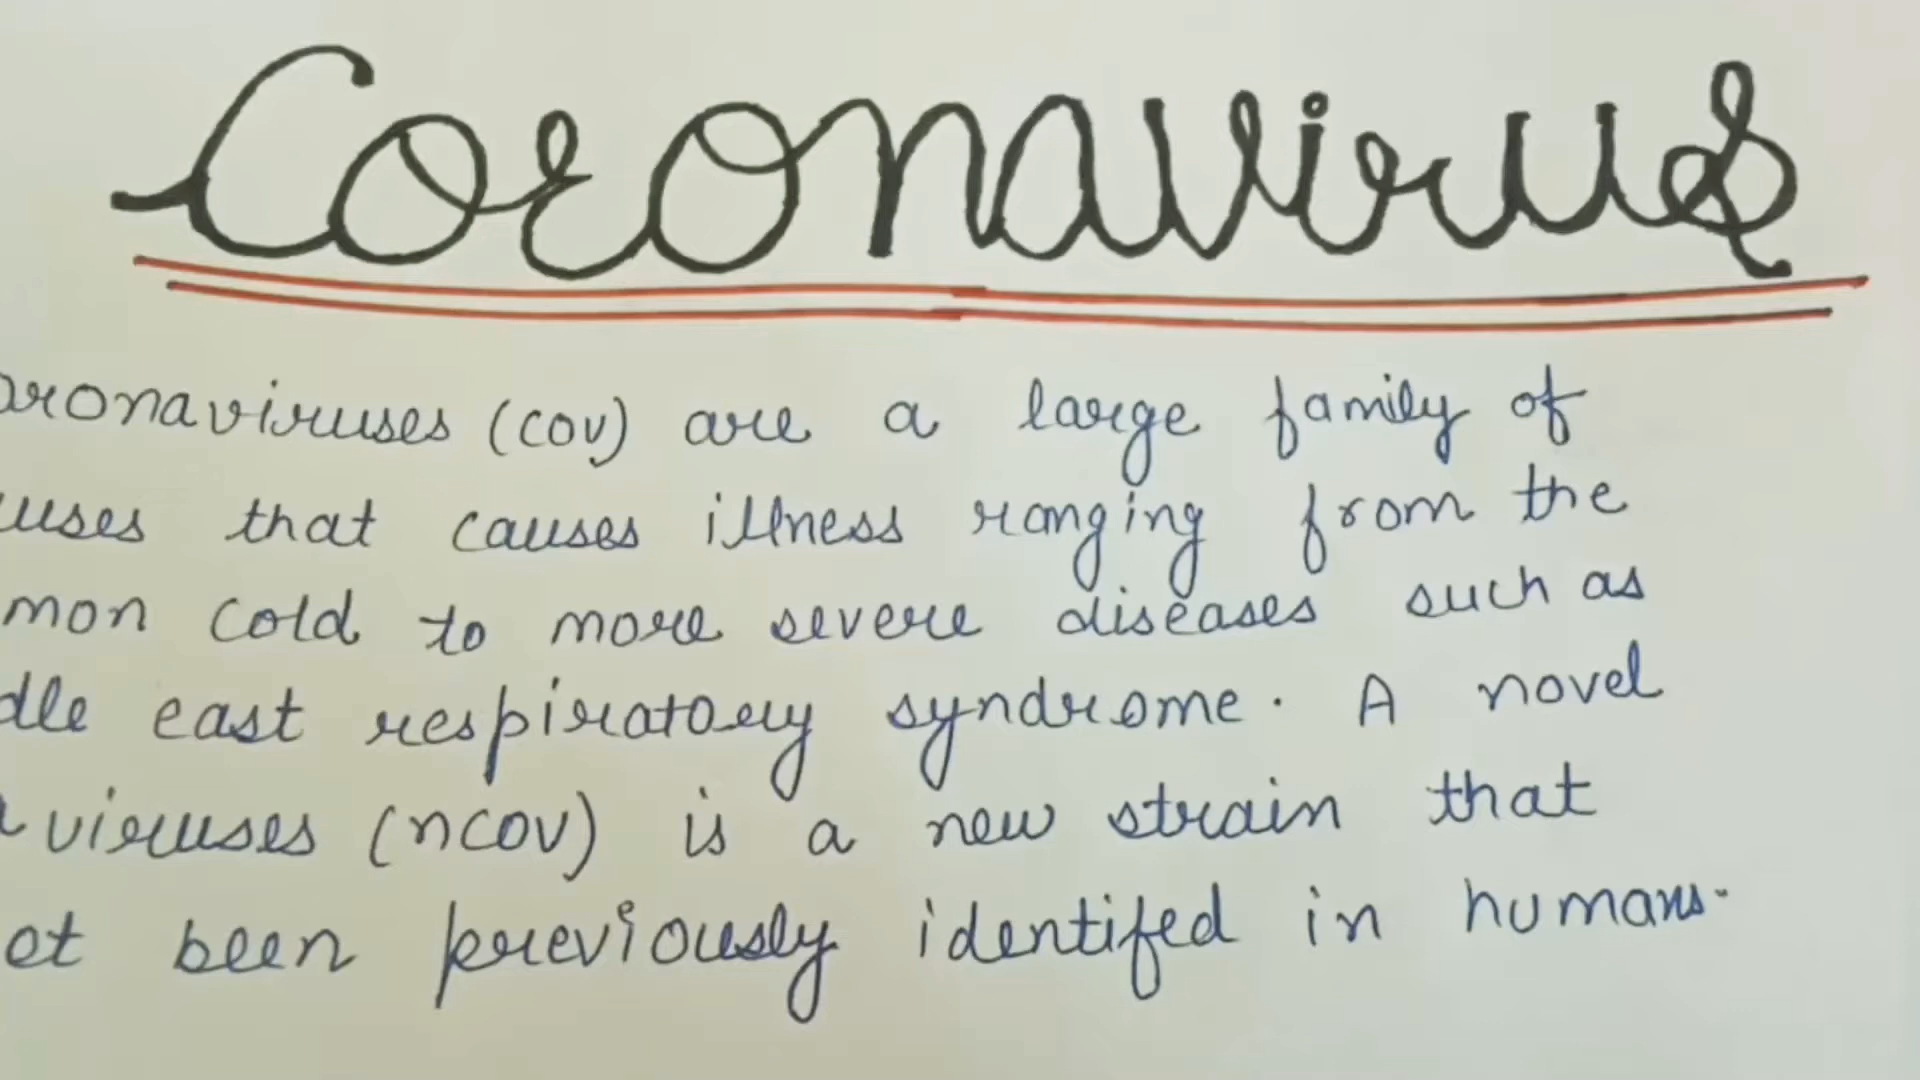 Coronavirus
oronaviruses (cov) are a large family of
uses that causes illness ranging from the
mon cold to more severe diseases such as
dle east respiratory syndrome. A novel
a viruses (ncov) is a new strain that
ot been previously identifed in humans.